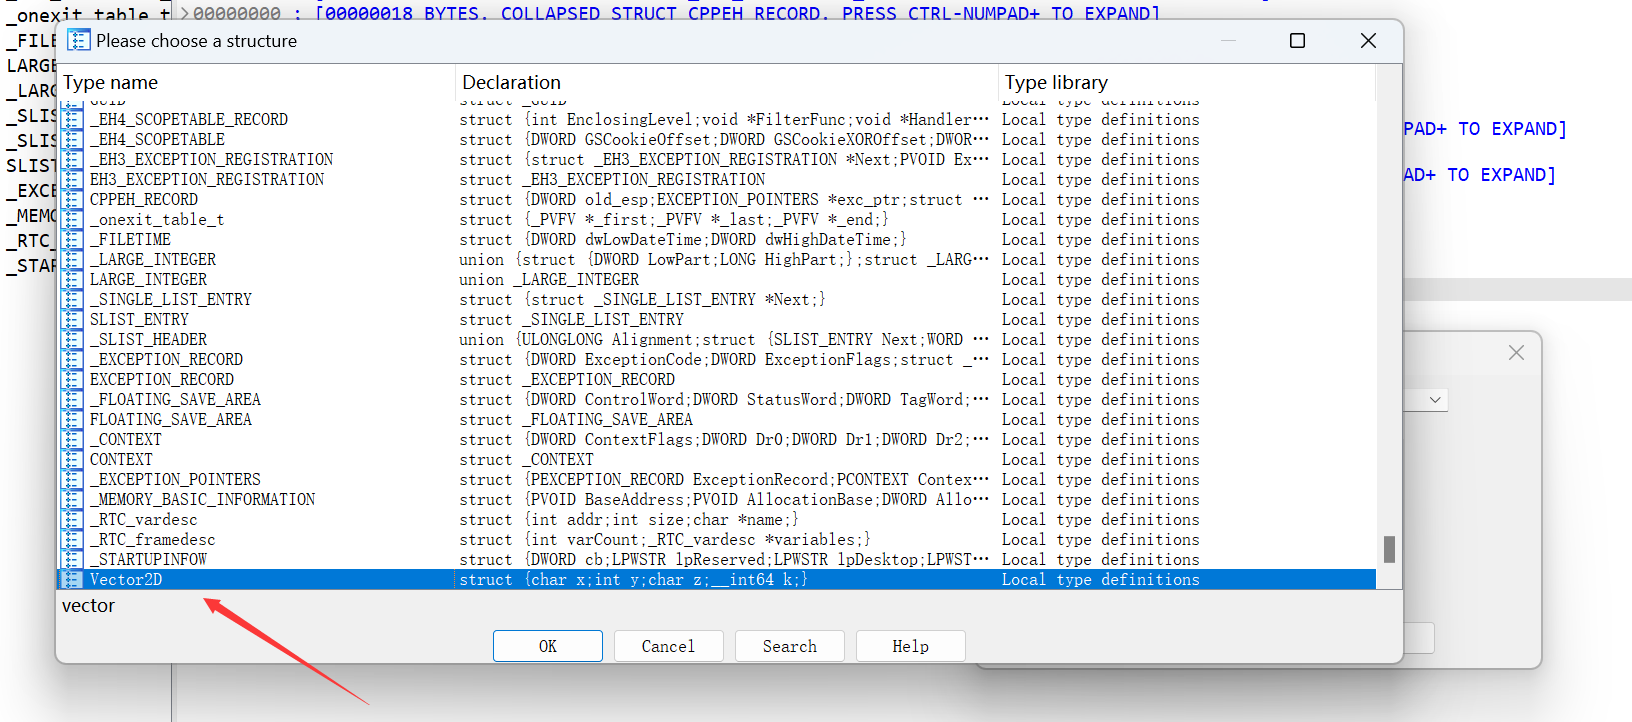 _onexit_table_t
00000000 : [00000018 BYTES. COLLAPSED STRUCT CPPEH_RECORD. PRESS CTRL-NUMPAD+ TO EXPAND]
_FILE
LARGE
_LARG
_SLIS
_SLIS
SLIST
_EXCE
_MEMO
_RTC_
_STAR
PAD+ TO EXPAND]
AD+ TO EXPAND]
Please choose a structure
Type name Declaration Type library
GUID struct _GUID Local type definitions
_EH4_SCOPETABLE_RECORD struct {int EnclosingLevel;void *FilterFunc;void *Handler⋯ Local type definitions
_EH4_SCOPETABLE struct {DWORD GSCookieOffset;DWORD GSCookieXOROffset;DWOR⋯ Local type definitions
_EH3_EXCEPTION_REGISTRATION struct {struct _EH3_EXCEPTION_REGISTRATION *Next;PVOID Ex⋯ Local type definitions
EH3_EXCEPTION_REGISTRATION struct _EH3_EXCEPTION_REGISTRATION Local type definitions
CPPEH_RECORD struct {DWORD old_esp;EXCEPTION_POINTERS *exc_ptr;struct ⋯ Local type definitions
_onexit_table_t struct {_PVFV *_first;_PVFV *_last;_PVFV *_end;} Local type definitions
_FILETIME struct {DWORD dwLowDateTime;DWORD dwHighDateTime;} Local type definitions
_LARGE_INTEGER union {struct {DWORD LowPart;LONG HighPart;};struct _LARG⋯ Local type definitions
LARGE_INTEGER union _LARGE_INTEGER Local type definitions
_SINGLE_LIST_ENTRY struct {struct _SINGLE_LIST_ENTRY *Next;} Local type definitions
SLIST_ENTRY struct _SINGLE_LIST_ENTRY Local type definitions
_SLIST_HEADER union {ULONGLONG Alignment;struct {SLIST_ENTRY Next;WORD ⋯ Local type definitions
_EXCEPTION_RECORD struct {DWORD ExceptionCode;DWORD ExceptionFlags;struct _⋯ Local type definitions
EXCEPTION_RECORD struct _EXCEPTION_RECORD Local type definitions
_FLOATING_SAVE_AREA struct {DWORD ControlWord;DWORD StatusWord;DWORD TagWord;⋯ Local type definitions
FLOATING_SAVE_AREA struct _FLOATING_SAVE_AREA Local type definitions
_CONTEXT struct {DWORD ContextFlags;DWORD Dr0;DWORD Dr1;DWORD Dr2;⋯ Local type definitions
CONTEXT struct _CONTEXT Local type definitions
_EXCEPTION_POINTERS struct {PEXCEPTION_RECORD ExceptionRecord;PCONTEXT Contex⋯ Local type definitions
_MEMORY_BASIC_INFORMATION struct {PVOID BaseAddress;PVOID AllocationBase;DWORD Allo⋯ Local type definitions
_RTC_vardesc struct {int addr;int size;char *name;} Local type definitions
_RTC_framedesc struct {int varCount;_RTC_vardesc *variables;} Local type definitions
_STARTUPINFOW struct {DWORD cb;LPWSTR lpReserved;LPWSTR lpDesktop;LPWST⋯ Local type definitions
Vector2D struct {char x;int y;char z;__int64 k;} Local type definitions
vector
OK Cancel Search Help